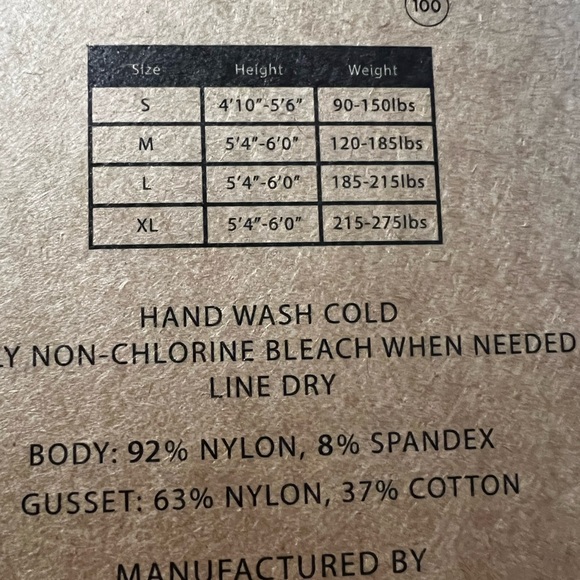 100
Size Height Weight
S 4'10"-5'6" 90-150lbs
M 5'4"-6'0" 120-185lbs
L 5'4"-6'0" 185-215lbs
XL 5'4"-6'0" 215-275lbs
HAND WASH COLD
NON-CHLORINE BLEACH WHEN NEEDED
LINE DRY
BODY: 92% NYLON, 8% SPANDEX
GUSSET: 63% NYLON, 37% COTTON
MANUFACTURED BY